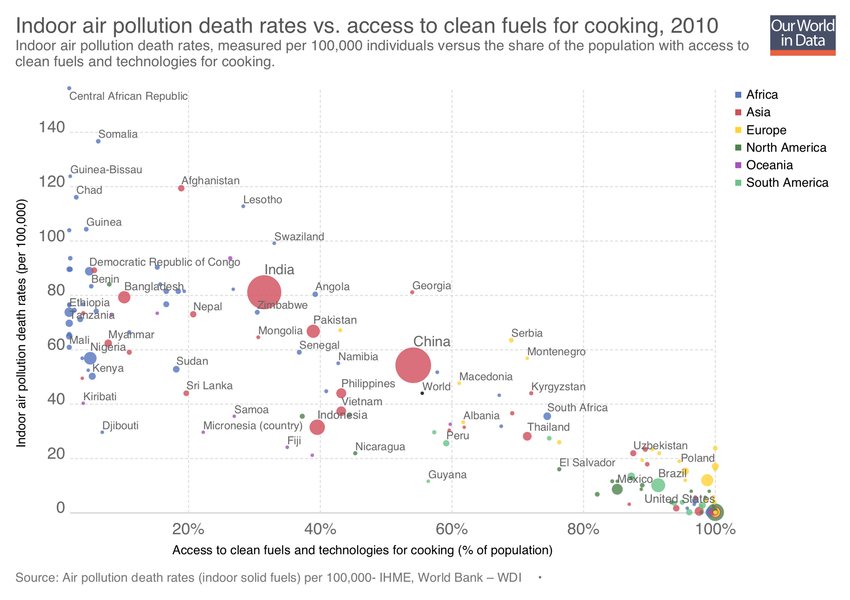 Indoor air pollution death rates vs. access to clean fuels for cooking, 2010
Indoor air pollution death rates, measured per 100,000 individuals versus the share of the population with access to
clean fuels and technologies for cooking.
Our World
in Data
Africa
Asia
Europe
North America
Oceania
South America
Indoor air pollution death rates (per 100,000)
140
120
100
80
60
40
20
0
Central African Republic
Somalia
Guinea-Bissau
Chad
Afghanistan
Lesotho
Guinea
Swaziland
Democratic Republic of Congo
India
Benin
Bangladesh
Angola
Georgia
Ethiopia
Tanzania
Nepal
Zimbabwe
Pakistan
Mongolia
Serbia
Mali
Myanmar
Nigeria
Senegal
China
Montenegro
Kenya
Sudan
Namibia
Macedonia
Kiribati
Sri Lanka
Philippines
World
Kyrgyzstan
Samoa
Vietnam
Indonesia
Albania
South Africa
Djibouti
Micronesia (country)
Fiji
Peru
Thailand
Nicaragua
Uzbekistan
El Salvador
Poland
Guyana
Mexico
Brazil
United States
20%
40%
60%
80%
100%
Access to clean fuels and technologies for cooking (% of population)
Source: Air pollution death rates (indoor solid fuels) per 100,000- IHME, World Bank – WDI •